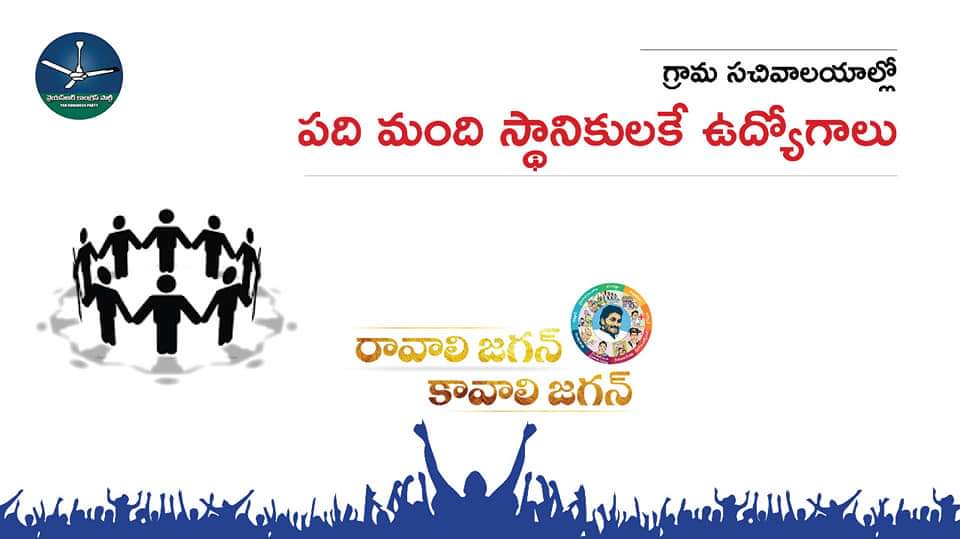 వైయస్ఆర్ కాంగ్రెస్ పార్టీ
YSR CONGRESS PARTY
గ్రామ సచివాలయాల్లో
పది మంది స్థానికులకే ఉద్యోగాలు
రావాలి జగన్
కావాలి జగన్